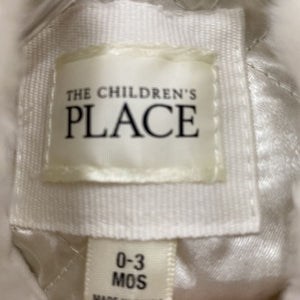 THE CHILDREN'S
PLACE
0-3
MOS